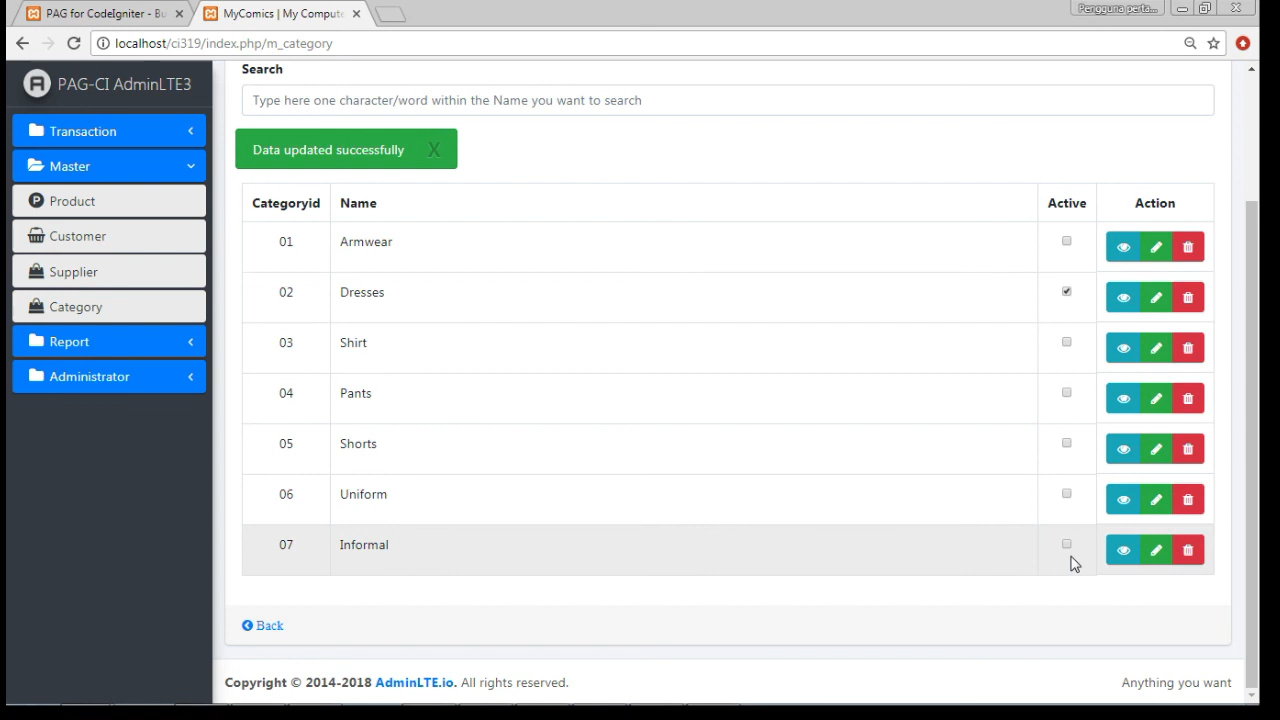 PAG for CodeIgniter - Bu
MyComics | My Compute
Pengguna perta...
localhost/ci319/index.php/m_category
PAG-CI AdminLTE3
Transaction
Master
Product
Customer
Supplier
Category
Report
Administrator
Search
Type here one character/word within the Name you want to search
Data updated successfully X
Categoryid Name Active Action
01 Armwear
02 Dresses
03 Shirt
04 Pants
05 Shorts
06 Uniform
07 Informal
Back
Copyright © 2014-2018 AdminLTE.io. All rights reserved.
Anything you want